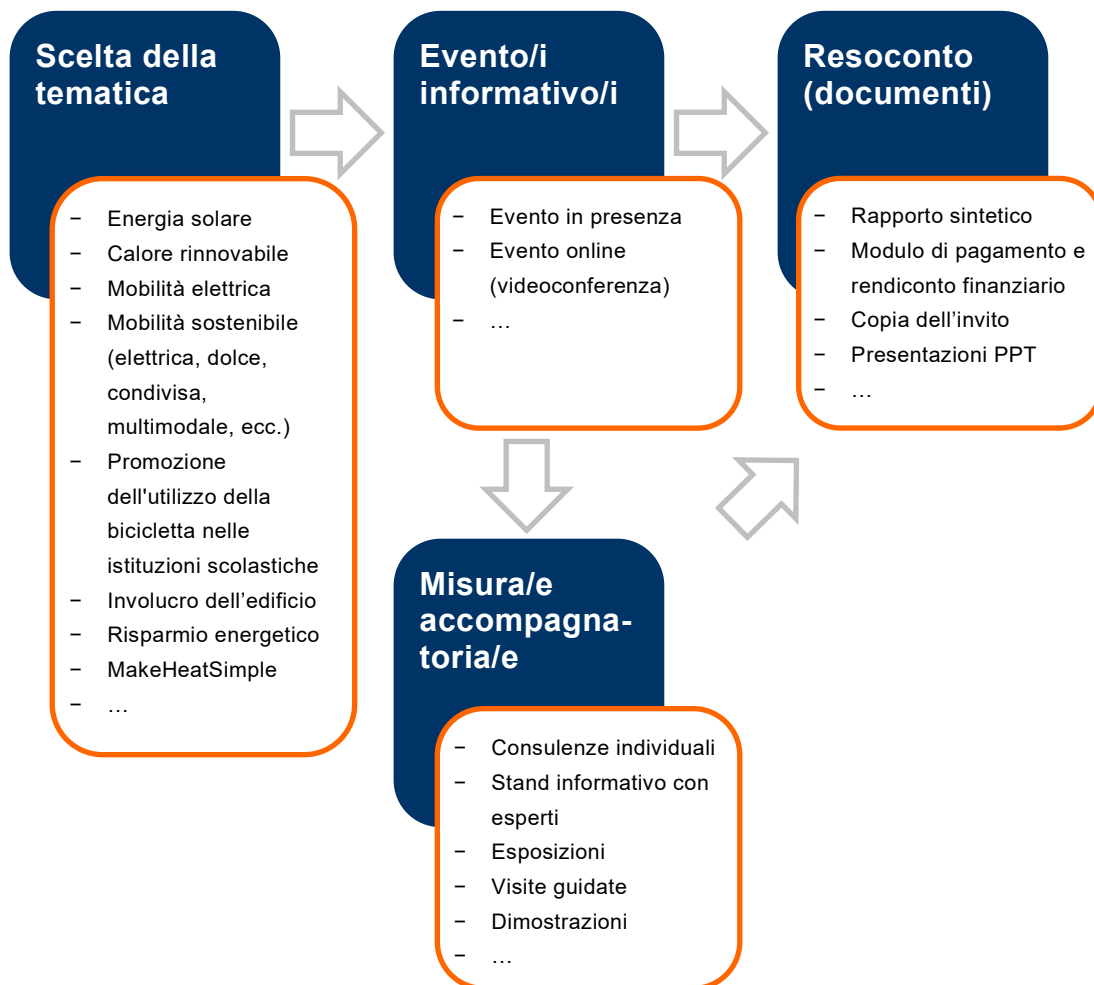 Scelta della
tematica
− Energia solare
− Calore rinnovabile
− Mobilità elettrica
− Mobilità sostenibile
(elettrica, dolce,
condivisa,
multimodale, ecc.)
− Promozione
dell'utilizzo della
bicicletta nelle
istituzioni scolastiche
− Involucro dell’edificio
− Risparmio energetico
− MakeHeatSimple
− …
Evento/i
informativo/i
− Evento in presenza
− Evento online
(videoconferenza)
− …
Misura/e
accompagna-
toria/e
− Consulenze individuali
− Stand informativo con
esperti
− Esposizioni
− Visite guidate
− Dimostrazioni
− …
Resoconto
(documenti)
− Rapporto sintetico
− Modulo di pagamento e
rendiconto finanziario
− Copia dell’invito
− Presentazioni PPT
− …